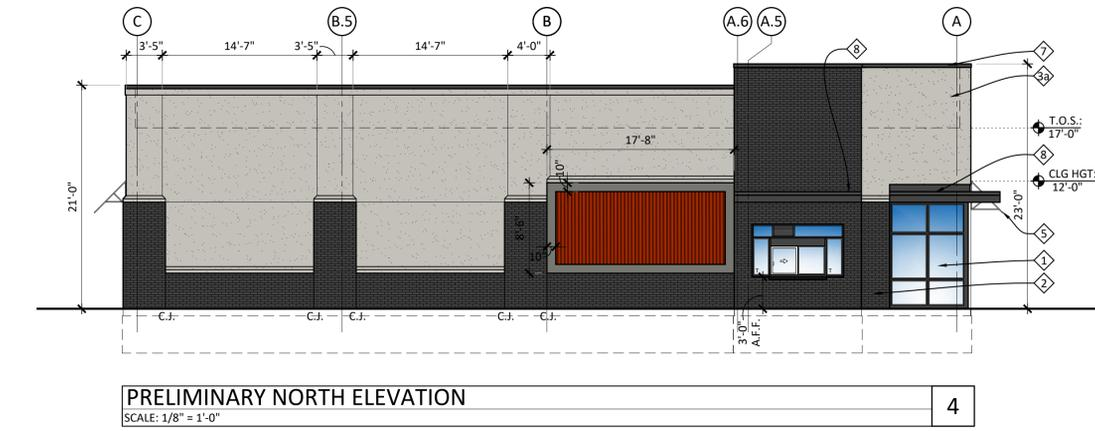 C B.5 B A.6 A.5 A
3'-5" 14'-7" 3'-5" 14'-7" 4'-0"
8 7
3a
T.O.S.:
17'-0"
17'-8"
8
10"
CLG HGT:
12'-0"
21'-0"
23'-0"
8'-6"
5
10"
1
T T
2
C.J. C.J. C.J. C.J. C.J.
3'-0"
A.F.F.
PRELIMINARY NORTH ELEVATION
SCALE: 1/8" = 1'-0"
4